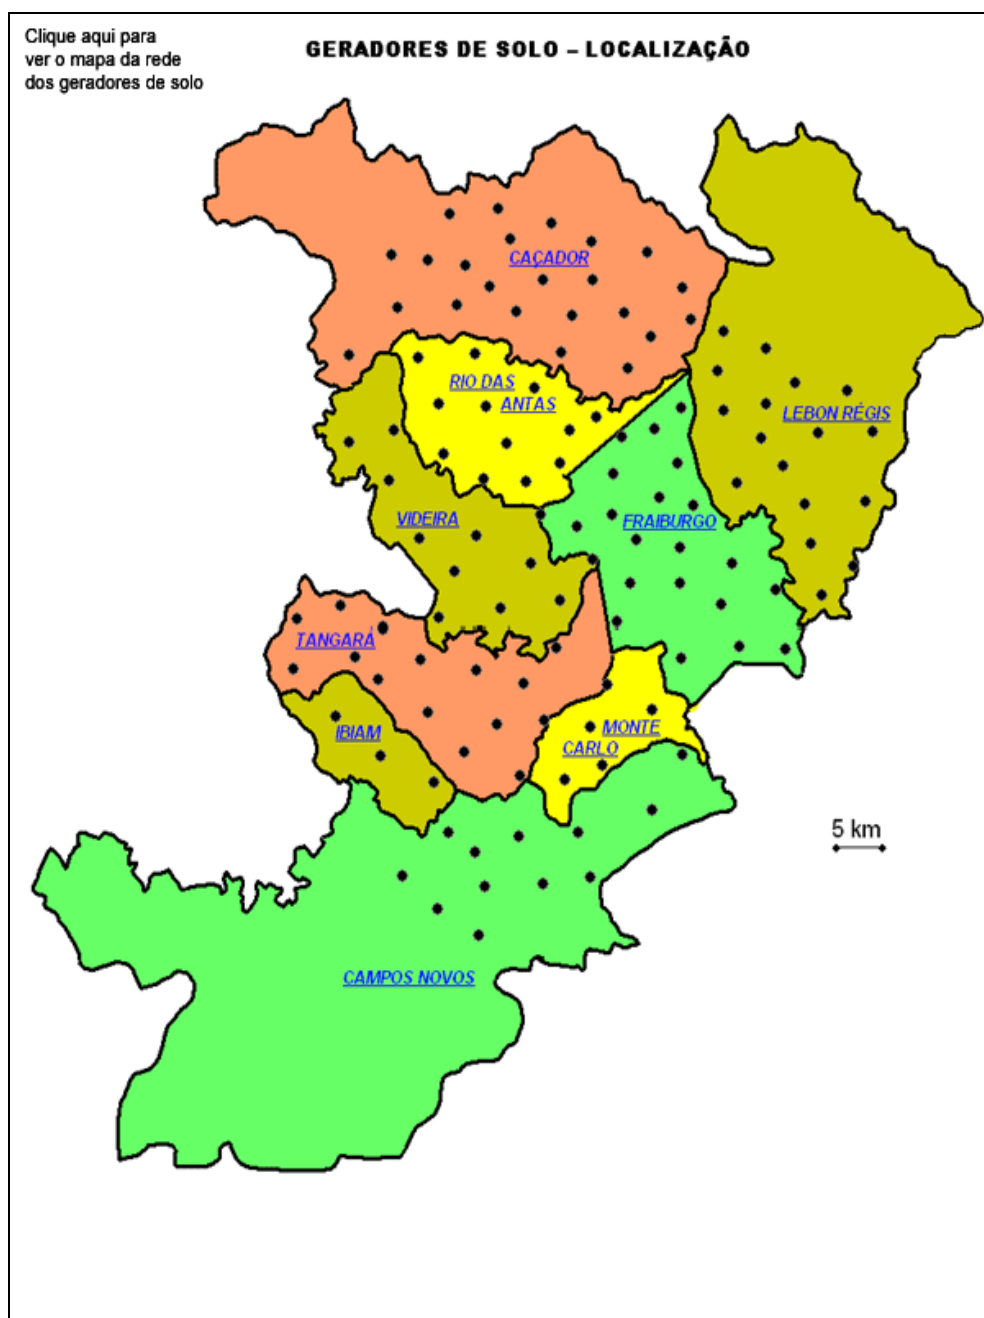 Clique aqui para
ver o mapa da rede
dos geradores de solo
GERADORES DE SOLO – LOCALIZAÇÃO
CAÇADOR
RIO DAS
ANTAS
LEBON RÉGIS
VIDEIRA
FRAIBURGO
TANGARÁ
IBIAM
MONTE
CARLO
5 km
CAMPOS NOVOS